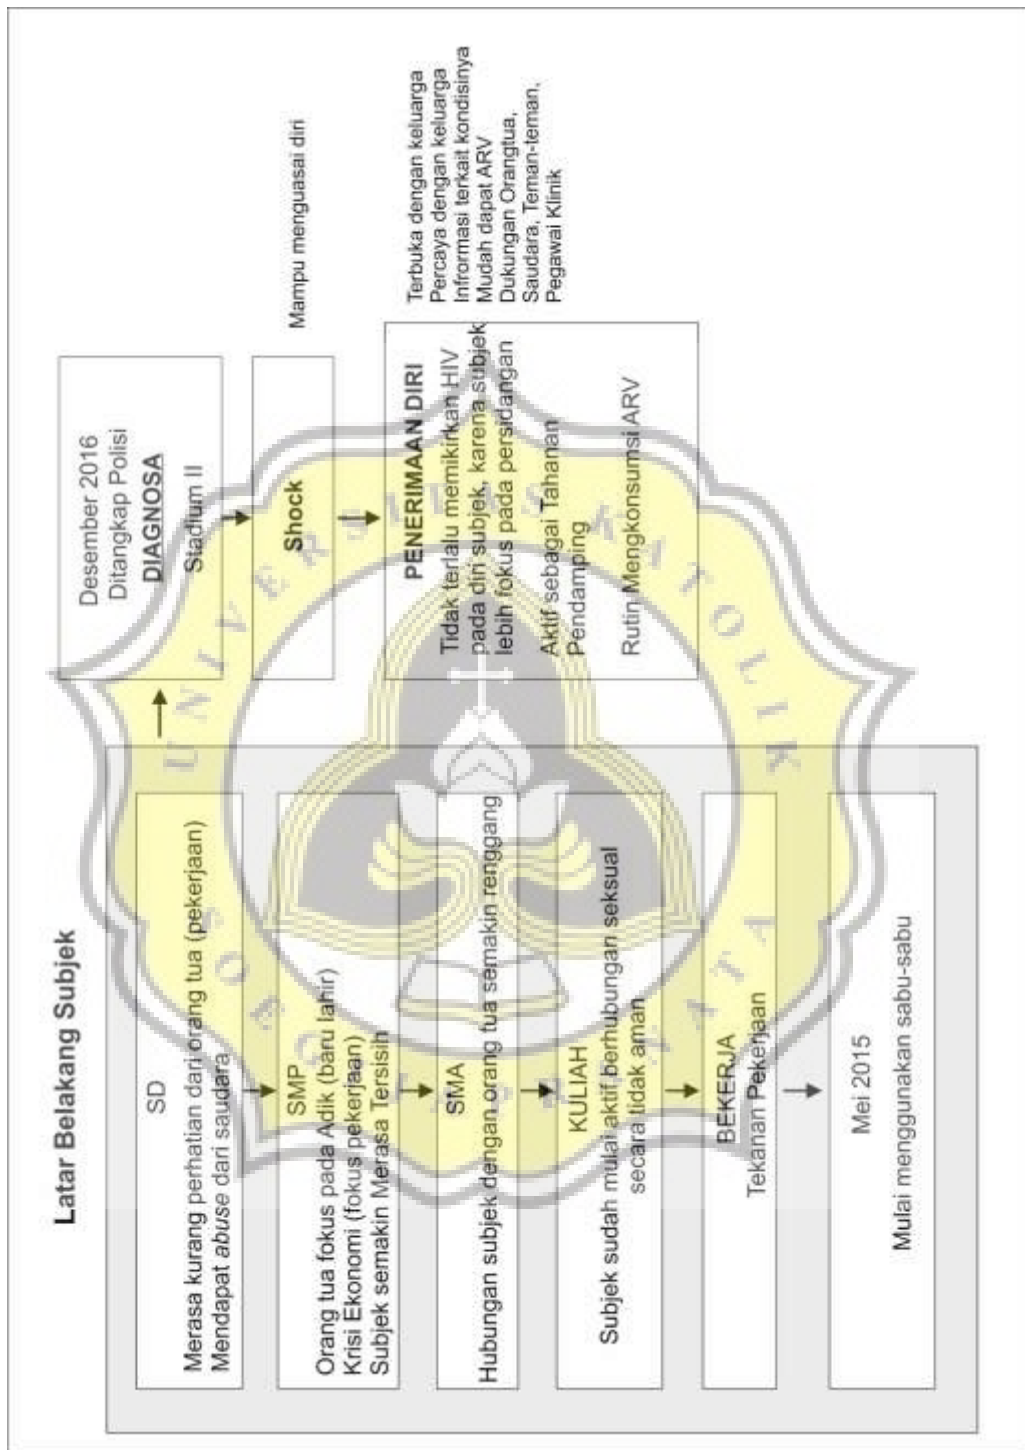 Latar Belakang Subjek
SD
Merasa kurang perhatian dari orang tua (pekerjaan)
Mendapat abuse dari saudara
SMP
Orang tua fokus pada Adik (baru lahir)
Krisi Ekonomi (fokus pekerjaan)
Subjek semakin Merasa Tersisih
SMA
Hubungan subjek dengan orang tua semakin renggang
KULIAH
Subjek sudah mulai aktif berhubungan seksual
secara tidak aman
BEKERJA
Tekanan Pekerjaan
Mei 2015
Mulai menggunakan sabu-sabu
Desember 2016
Ditangkap Polisi
DIAGNOSA
Stadium II
Shock
Mampu menguasai diri
PENERIMAAN DIRI
Tidak terlalu memikirkan HIV
pada diri subjek, karena subjek
lebih fokus pada persidangan
Aktif sebagai Tahanan
Pendamping
Rutin Mengkonsumsi ARV
Terbuka dengan keluarga
Percaya dengan keluarga
Infrormasi terkait kondisinya
Mudah dapat ARV
Dukungan Orangtua,
Saudara, Teman-teman,
Pegawai Klinik
UNIVERSITAS KATOLIK
SOEGIJAPRANATA